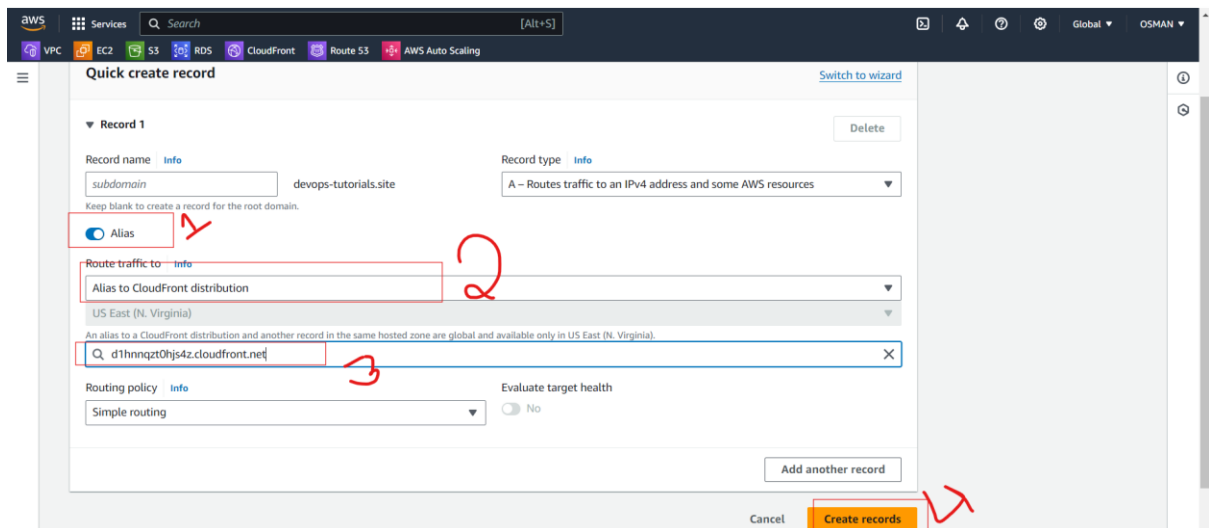 aws Services Search [Alt+S] Global ▼ OSMAN ▼
VPC EC2 S3 RDS CloudFront Route 53 AWS Auto Scaling
Quick create record Switch to wizard
▼ Record 1 Delete
Record name Info Record type Info
subdomain devops-tutorials.site A – Routes traffic to an IPv4 address and some AWS resources
Keep blank to create a record for the root domain.
Alias 1
Route traffic to Info
Alias to CloudFront distribution 2
US East (N. Virginia)
An alias to a CloudFront distribution and another record in the same hosted zone are global and available only in US East (N. Virginia).
d1hnnqzt0hjs4z.cloudfront.net 3
Routing policy Info Evaluate target health
Simple routing No
Add another record
Cancel Create records 4